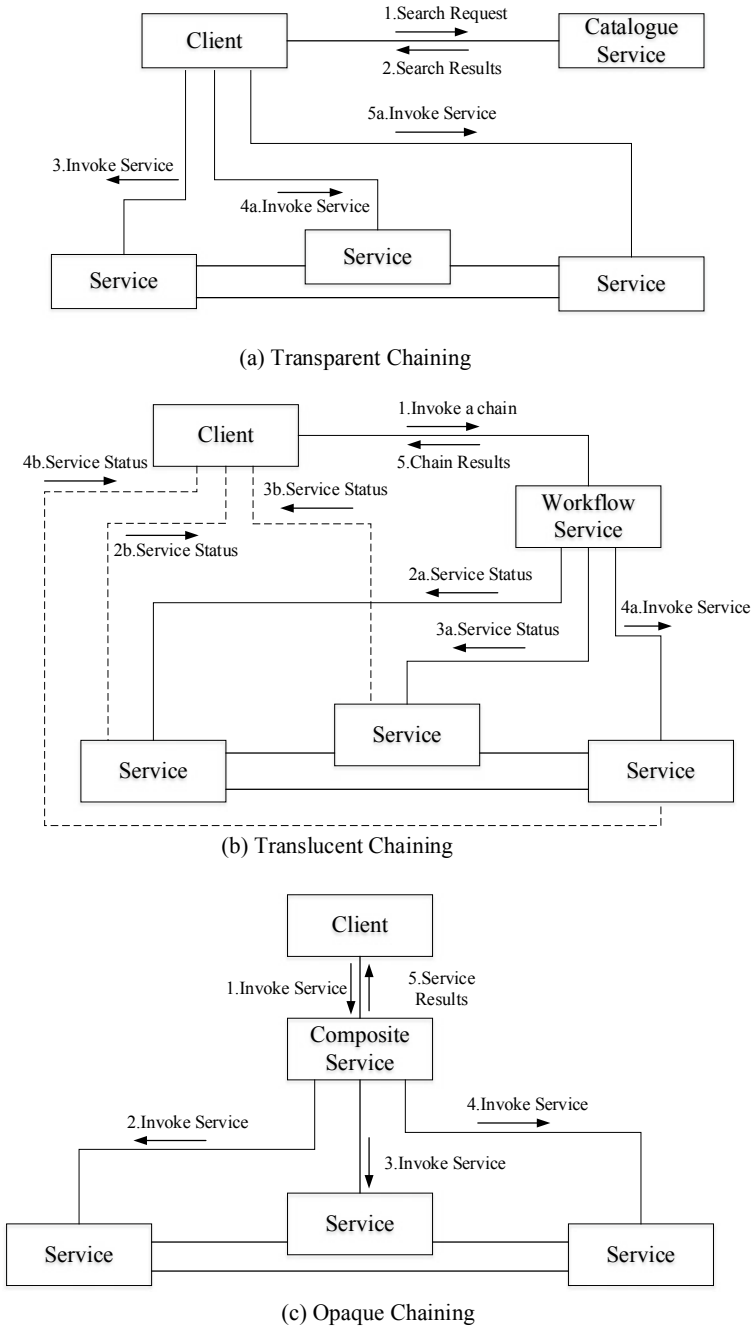 1.Search Request
Client
Catalogue
Service
2.Search Results
5a.Invoke Service
3.Invoke Service
4a.Invoke Service
Service
Service
Service
(a) Transparent Chaining
1.Invoke a chain
Client
5.Chain Results
4b.Service Status
3b.Service Status
Workflow
Service
2b.Service Status
2a.Service Status
4a.Invoke Service
3a.Service Status
Service
Service
Service
(b) Translucent Chaining
Client
1.Invoke Service
5.Service
Results
Composite
Service
2.Invoke Service
4.Invoke Service
3.Invoke Service
Service
Service
Service
(c) Opaque Chaining